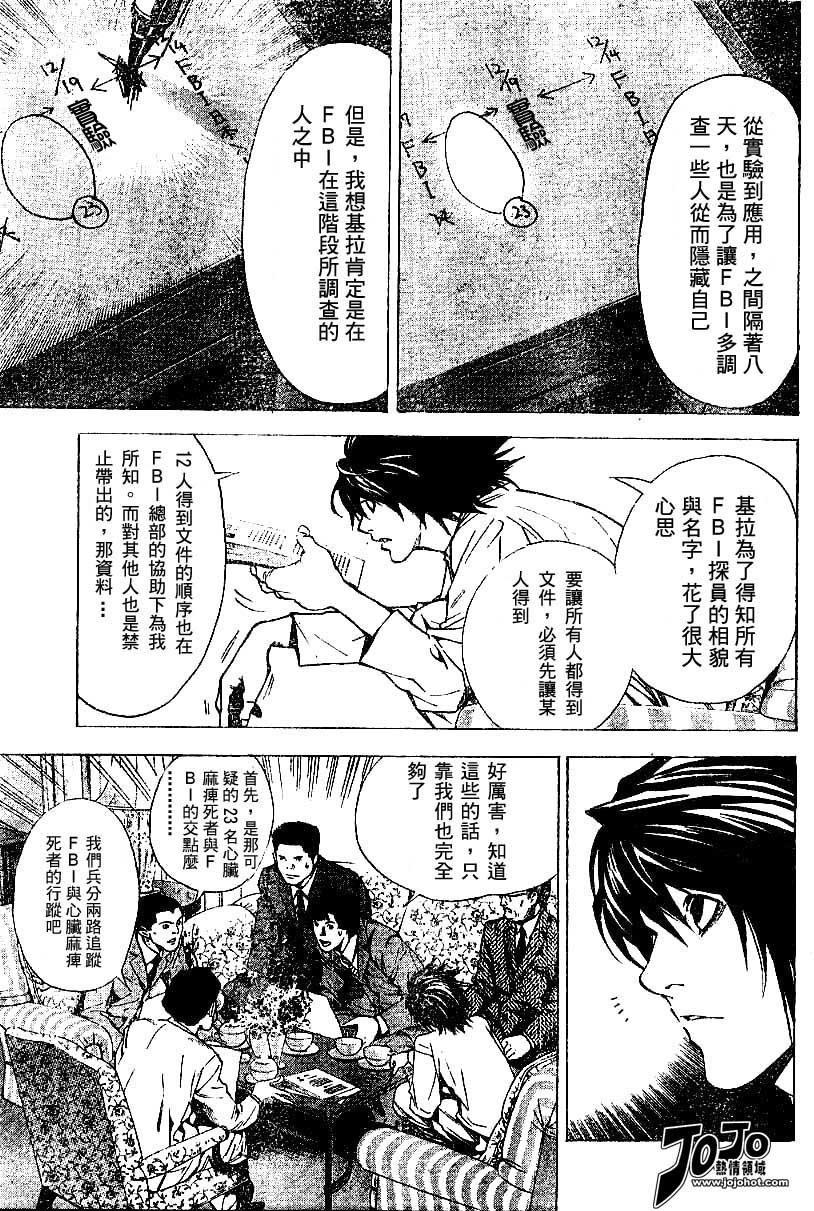 從實驗到應用，之間隔著八
天，也是為了讓FBI多調
查一些人從而隱藏自己
12/14
FBI
12/19
實驗
23
FBI
但是，我想基拉肯定是在
FBI在這階段所調查的
人之中
12/14
FBI
12/19
實驗
23
基拉為了得知所有
FBI探員的相貌
與名字，花了很大
心思
要讓所有人都得到
文件，必須先讓某
人得到
12人得到文件的順序也在
FBI總部的協助下為我
所知。而對其他人也是禁
止帶出的，那資料…
好厲害，知道
這些的話，只
靠我們也完全
夠了
首先，是那可
疑的23名心臟
麻痺死者與F
BI的交點麼
…………
我們兵分兩路追蹤
FBI與心臟麻痺
死者的行蹤吧
JOJO
熱情領域
www.jojohot.com